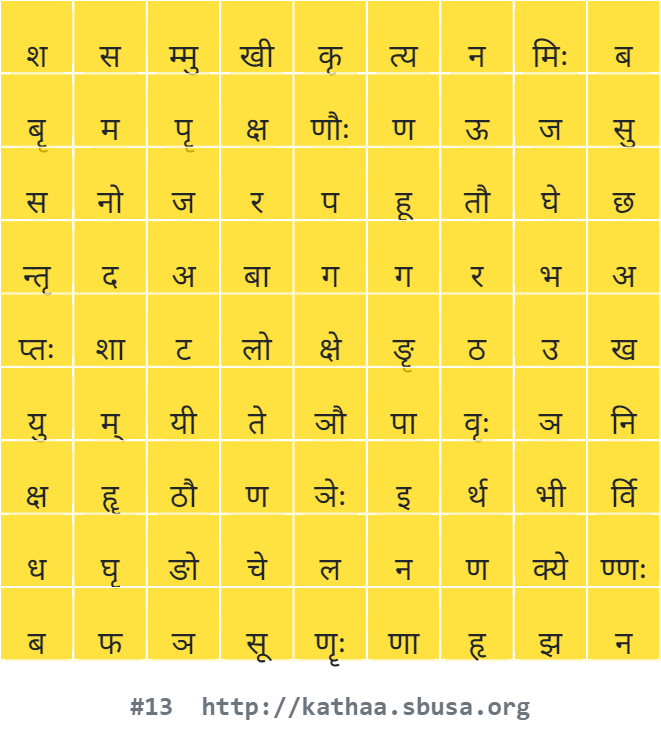 श स म्मु खी कृ त्य न मिः ब
बृ म पृ क्ष णौः ण ऊ ज सु
स नो ज र प हू तौ घे छ
न्तृ द अ बा ग ग र भ अ
प्तः शा ट लो क्षे ङृ ठ उ ख
यु म् यी ते ञौ पा वृः ञ नि
क्ष हॄ ठौ ण ञेः इ र्थ भी र्वि
ध घृ ङो चे ल न ण क्ये ण्णः
ब फ ञ सू णॄः णा हृ झ न
#13 http://kathaa.sbusa.org